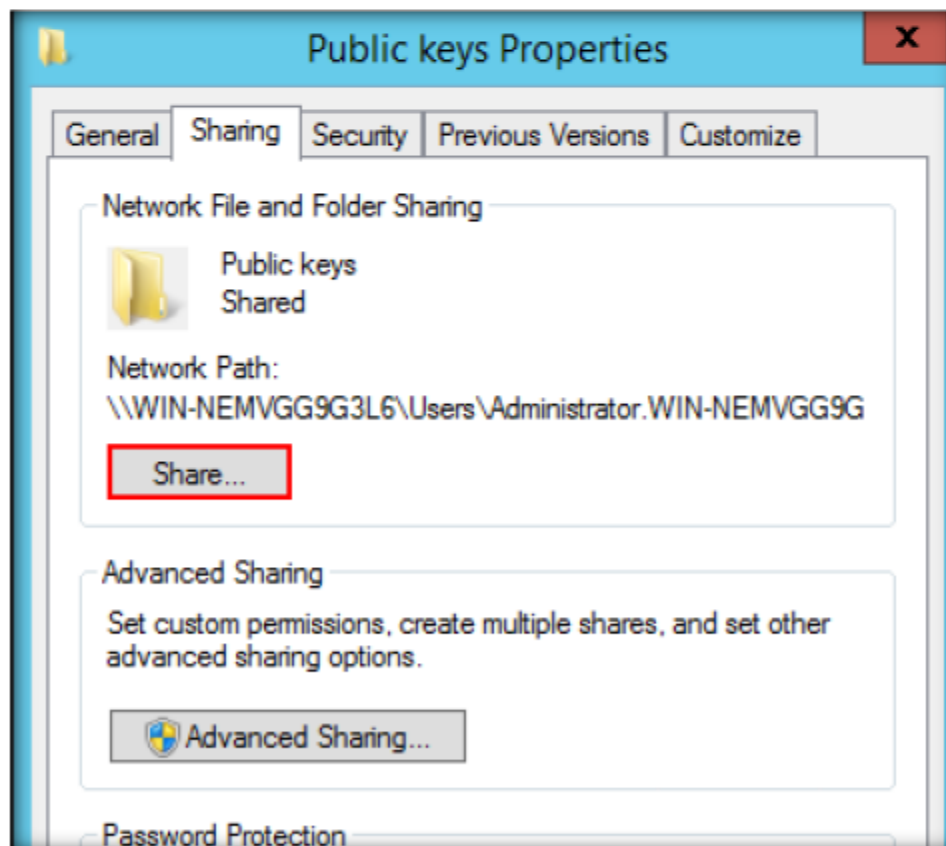 Public keys Properties
x
General Sharing Security Previous Versions Customize
Network File and Folder Sharing
Public keys
Shared
Network Path:
\\WIN-NEMVGG9G3L6\Users\Administrator.WIN-NEMVGG9G
Share...
Advanced Sharing
Set custom permissions, create multiple shares, and set other
advanced sharing options.
Advanced Sharing...
Password Protection